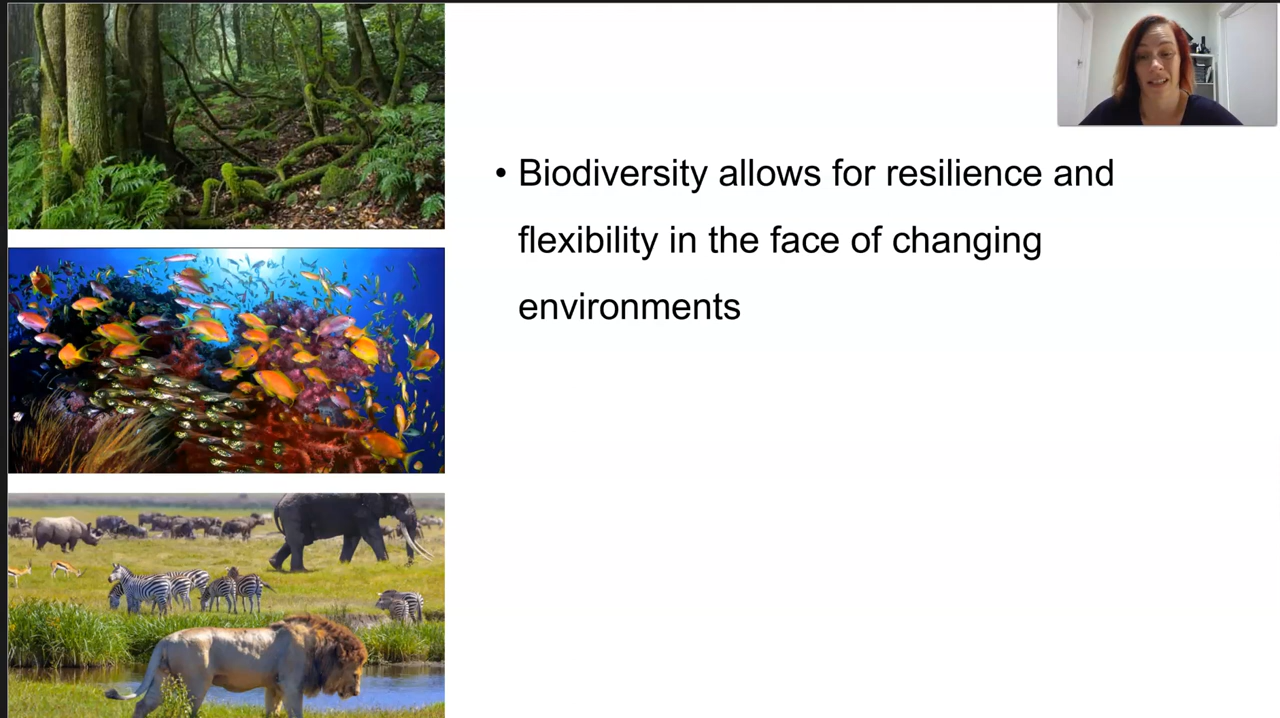 • Biodiversity allows for resilience and
flexibility in the face of changing
environments